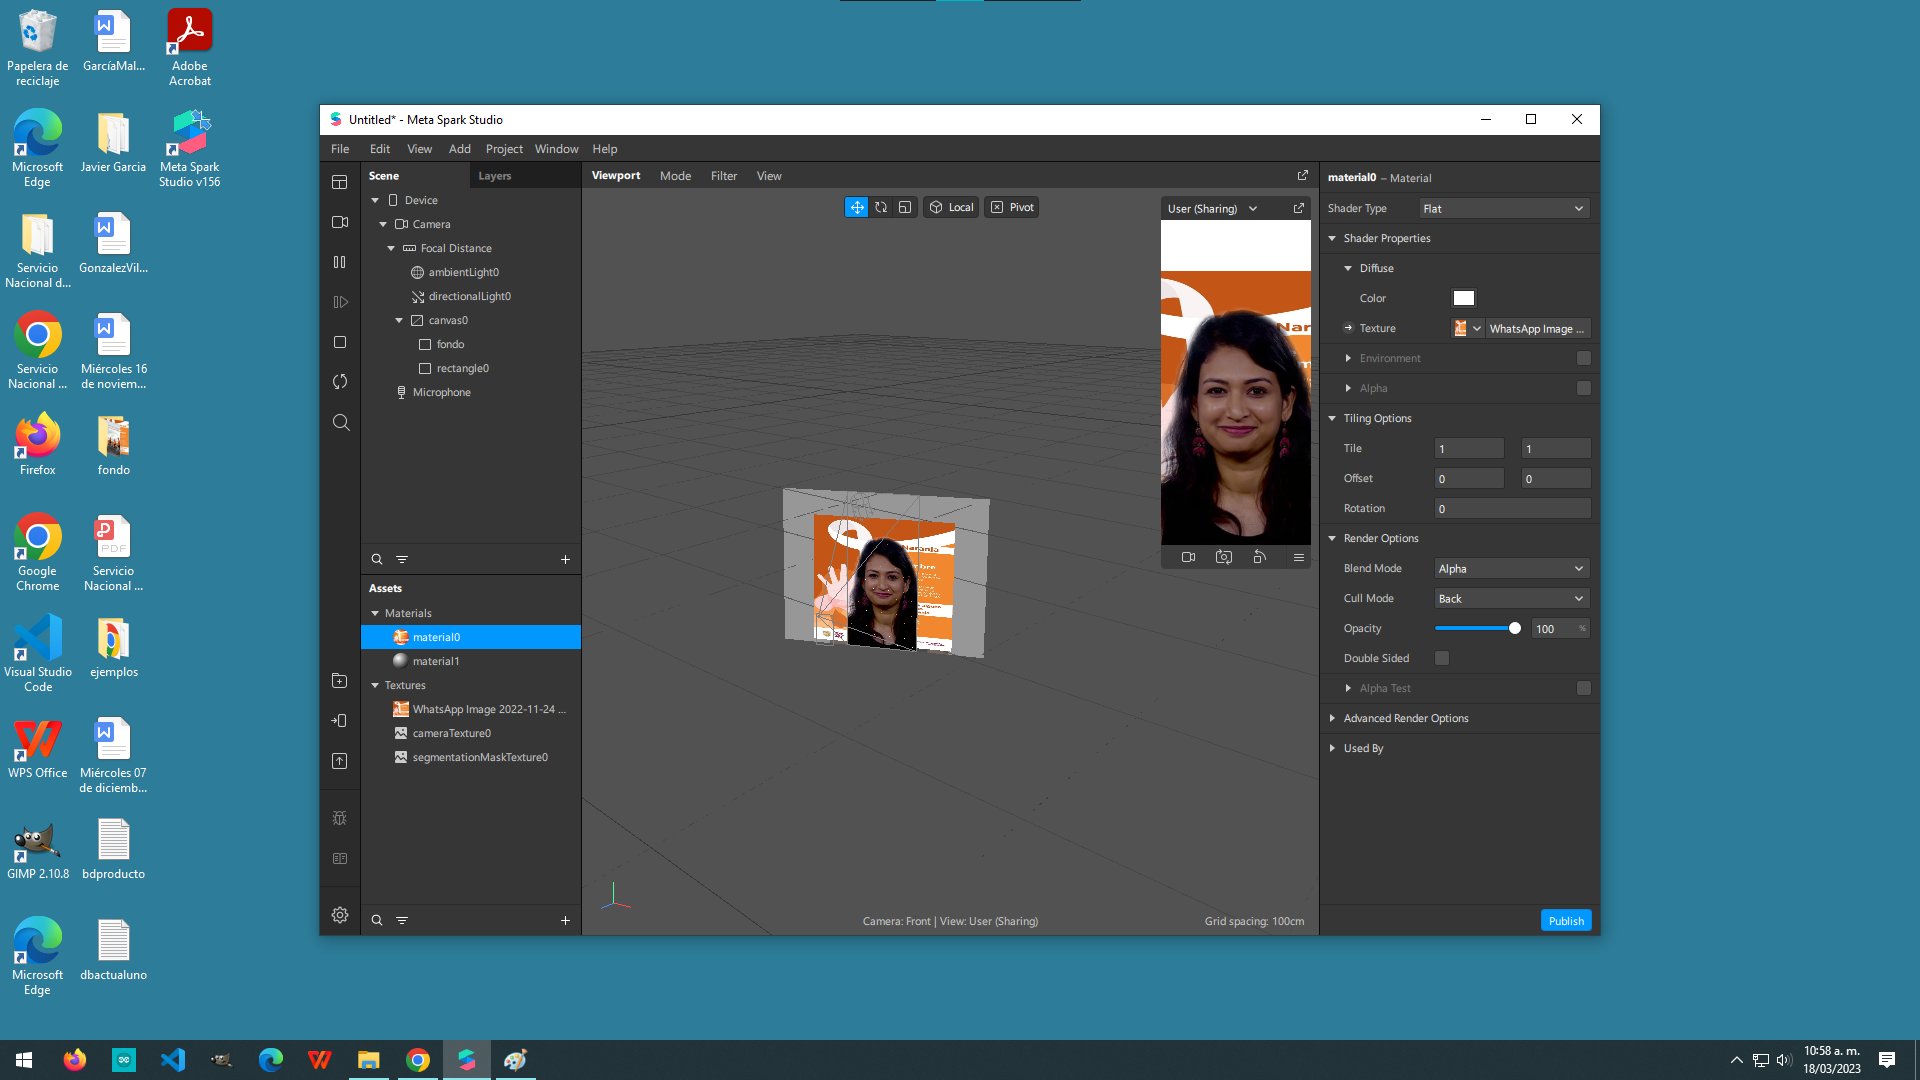 Papelera de
reciclaje
GarcíaMal...
Adobe
Acrobat
Microsoft
Edge
Javier Garcia
Meta Spark
Studio v156
Servicio
Nacional d...
GonzalezVil...
Servicio
Nacional ...
Miércoles 16
de noviem...
Firefox
fondo
Google
Chrome
PDF
Servicio
Nacional ...
Visual Studio
Code
ejemplos
WPS Office
Miércoles 07
de diciemb...
GIMP 2.10.8
bdproducto
Microsoft
Edge
dbactualuno
Untitled* - Meta Spark Studio
File Edit View Add Project Window Help
Scene Layers
Device
Camera
Focal Distance
ambientLight0
directionalLight0
canvas0
fondo
rectangle0
Microphone
Assets
Materials
material0
material1
Textures
WhatsApp Image 2022-11-24 ...
cameraTexture0
segmentationMaskTexture0
Viewport Mode Filter View
Local Pivot
User (Sharing)
Naranja
Camera: Front | View: User (Sharing)
Grid spacing: 100cm
material0 – Material
Shader Type Flat
Shader Properties
Diffuse
Color
Texture WhatsApp Image ...
Environment
Alpha
Tiling Options
Tile 1 1
Offset 0 0
Rotation 0
Render Options
Blend Mode Alpha
Cull Mode Back
Opacity 100 %
Double Sided
Alpha Test
Advanced Render Options
Used By
Publish
10:58 a. m.
18/03/2023